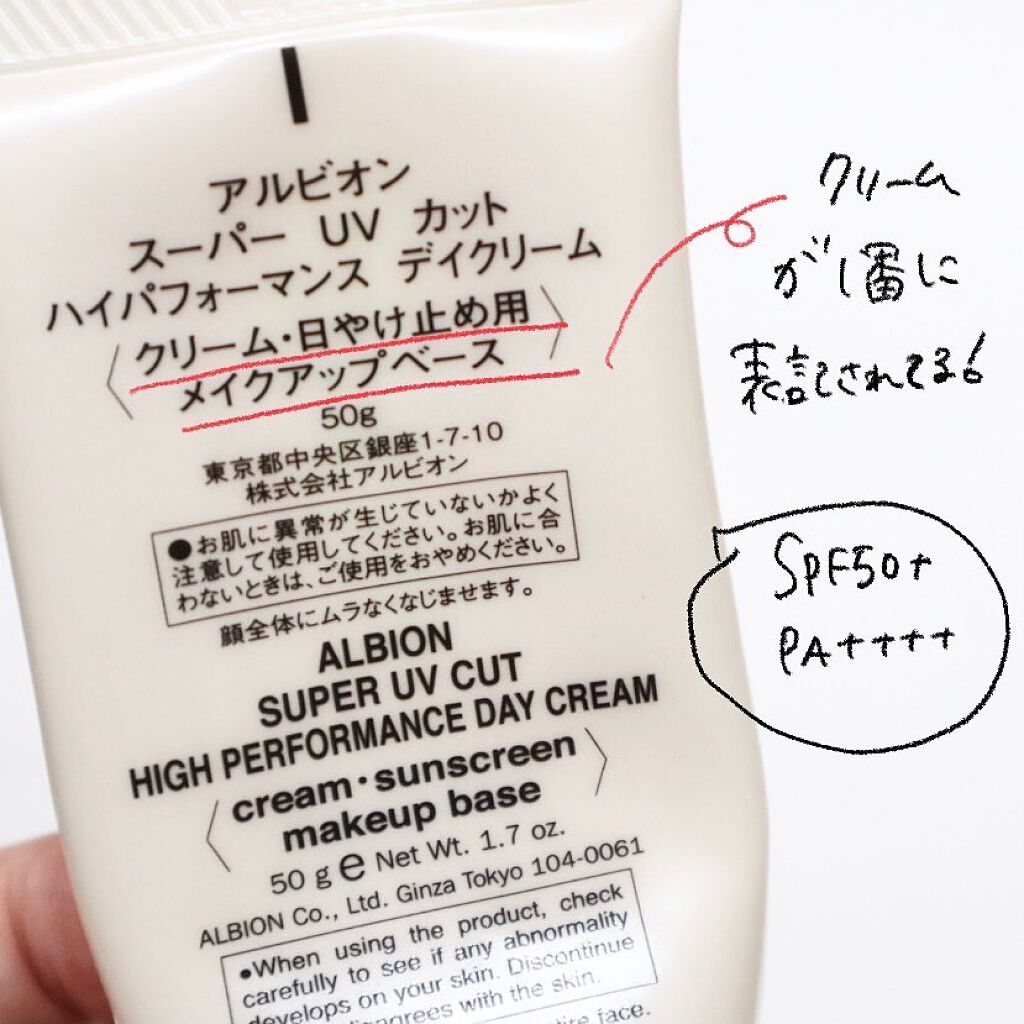 アルビオン
スーパー UV カット
ハイパフォーマンス デイクリーム
〈クリーム・日やけ止め用
メイクアップベース〉
50g
東京都中央区銀座1-7-10
株式会社アルビオン
●お肌に異常が生じていないかよく
注意して使用してください。お肌に合
わないときは、ご使用をおやめください。
顔全体にムラなくなじませます。
ALBION
SUPER UV CUT
HIGH PERFORMANCE DAY CREAM
〈cream・sunscreen
makeup base〉
50 g e Net Wt. 1.7 oz.
ALBION Co., Ltd. Ginza Tokyo 104-0061
●When using the product, check
carefully to see if any abnormality
develops on your skin. Discontinue
disagrees with the skin.
face.
クリーム
が1番に
表記されてる!
SPF50+
PA++++